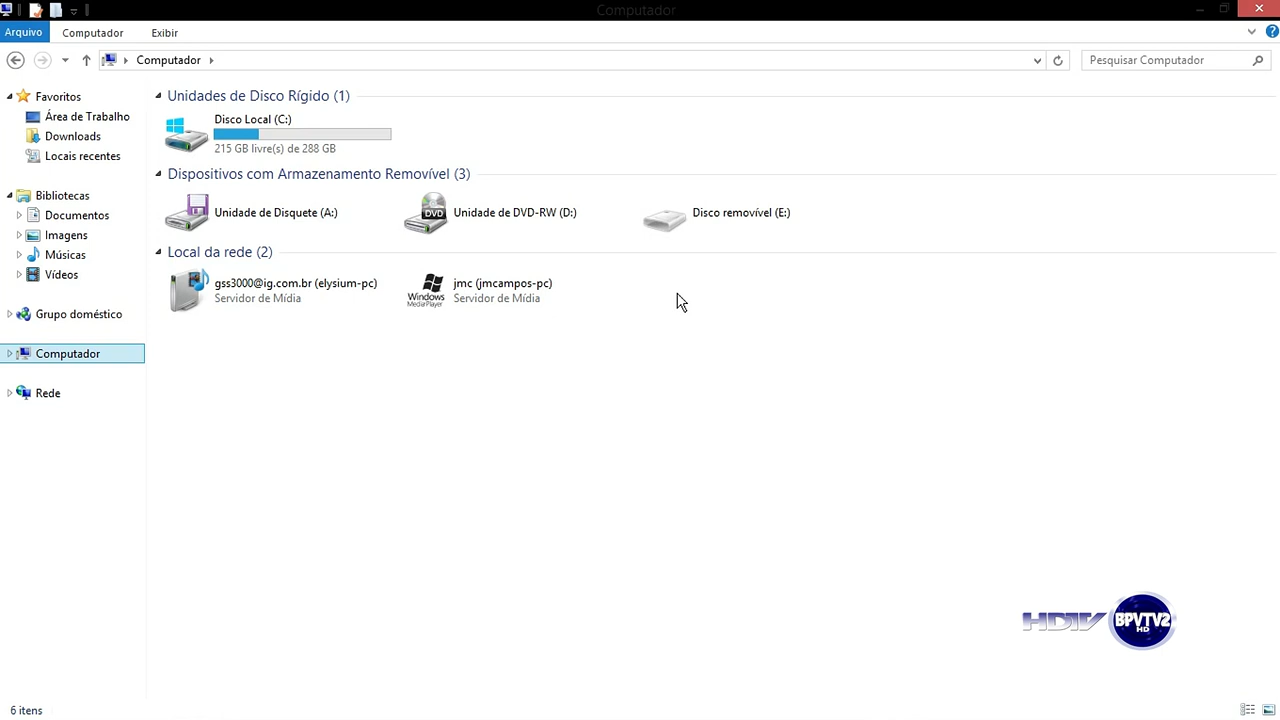 Computador
Arquivo
Computador
Exibir
Computador
Pesquisar Computador
Favoritos
Área de Trabalho
Downloads
Locais recentes
Bibliotecas
Documentos
Imagens
Músicas
Vídeos
Grupo doméstico
Computador
Rede
Unidades de Disco Rígido (1)
Disco Local (C:)
215 GB livre(s) de 288 GB
Dispositivos com Armazenamento Removível (3)
Unidade de Disquete (A:)
DVD
Unidade de DVD-RW (D:)
Disco removível (E:)
Local da rede (2)
gss3000@ig.com.br (elysium-pc)
Servidor de Mídia
Windows
MediaPlayer
jmc (jmcampos-pc)
Servidor de Mídia
HDTV
BPVTV2
HD
6 itens